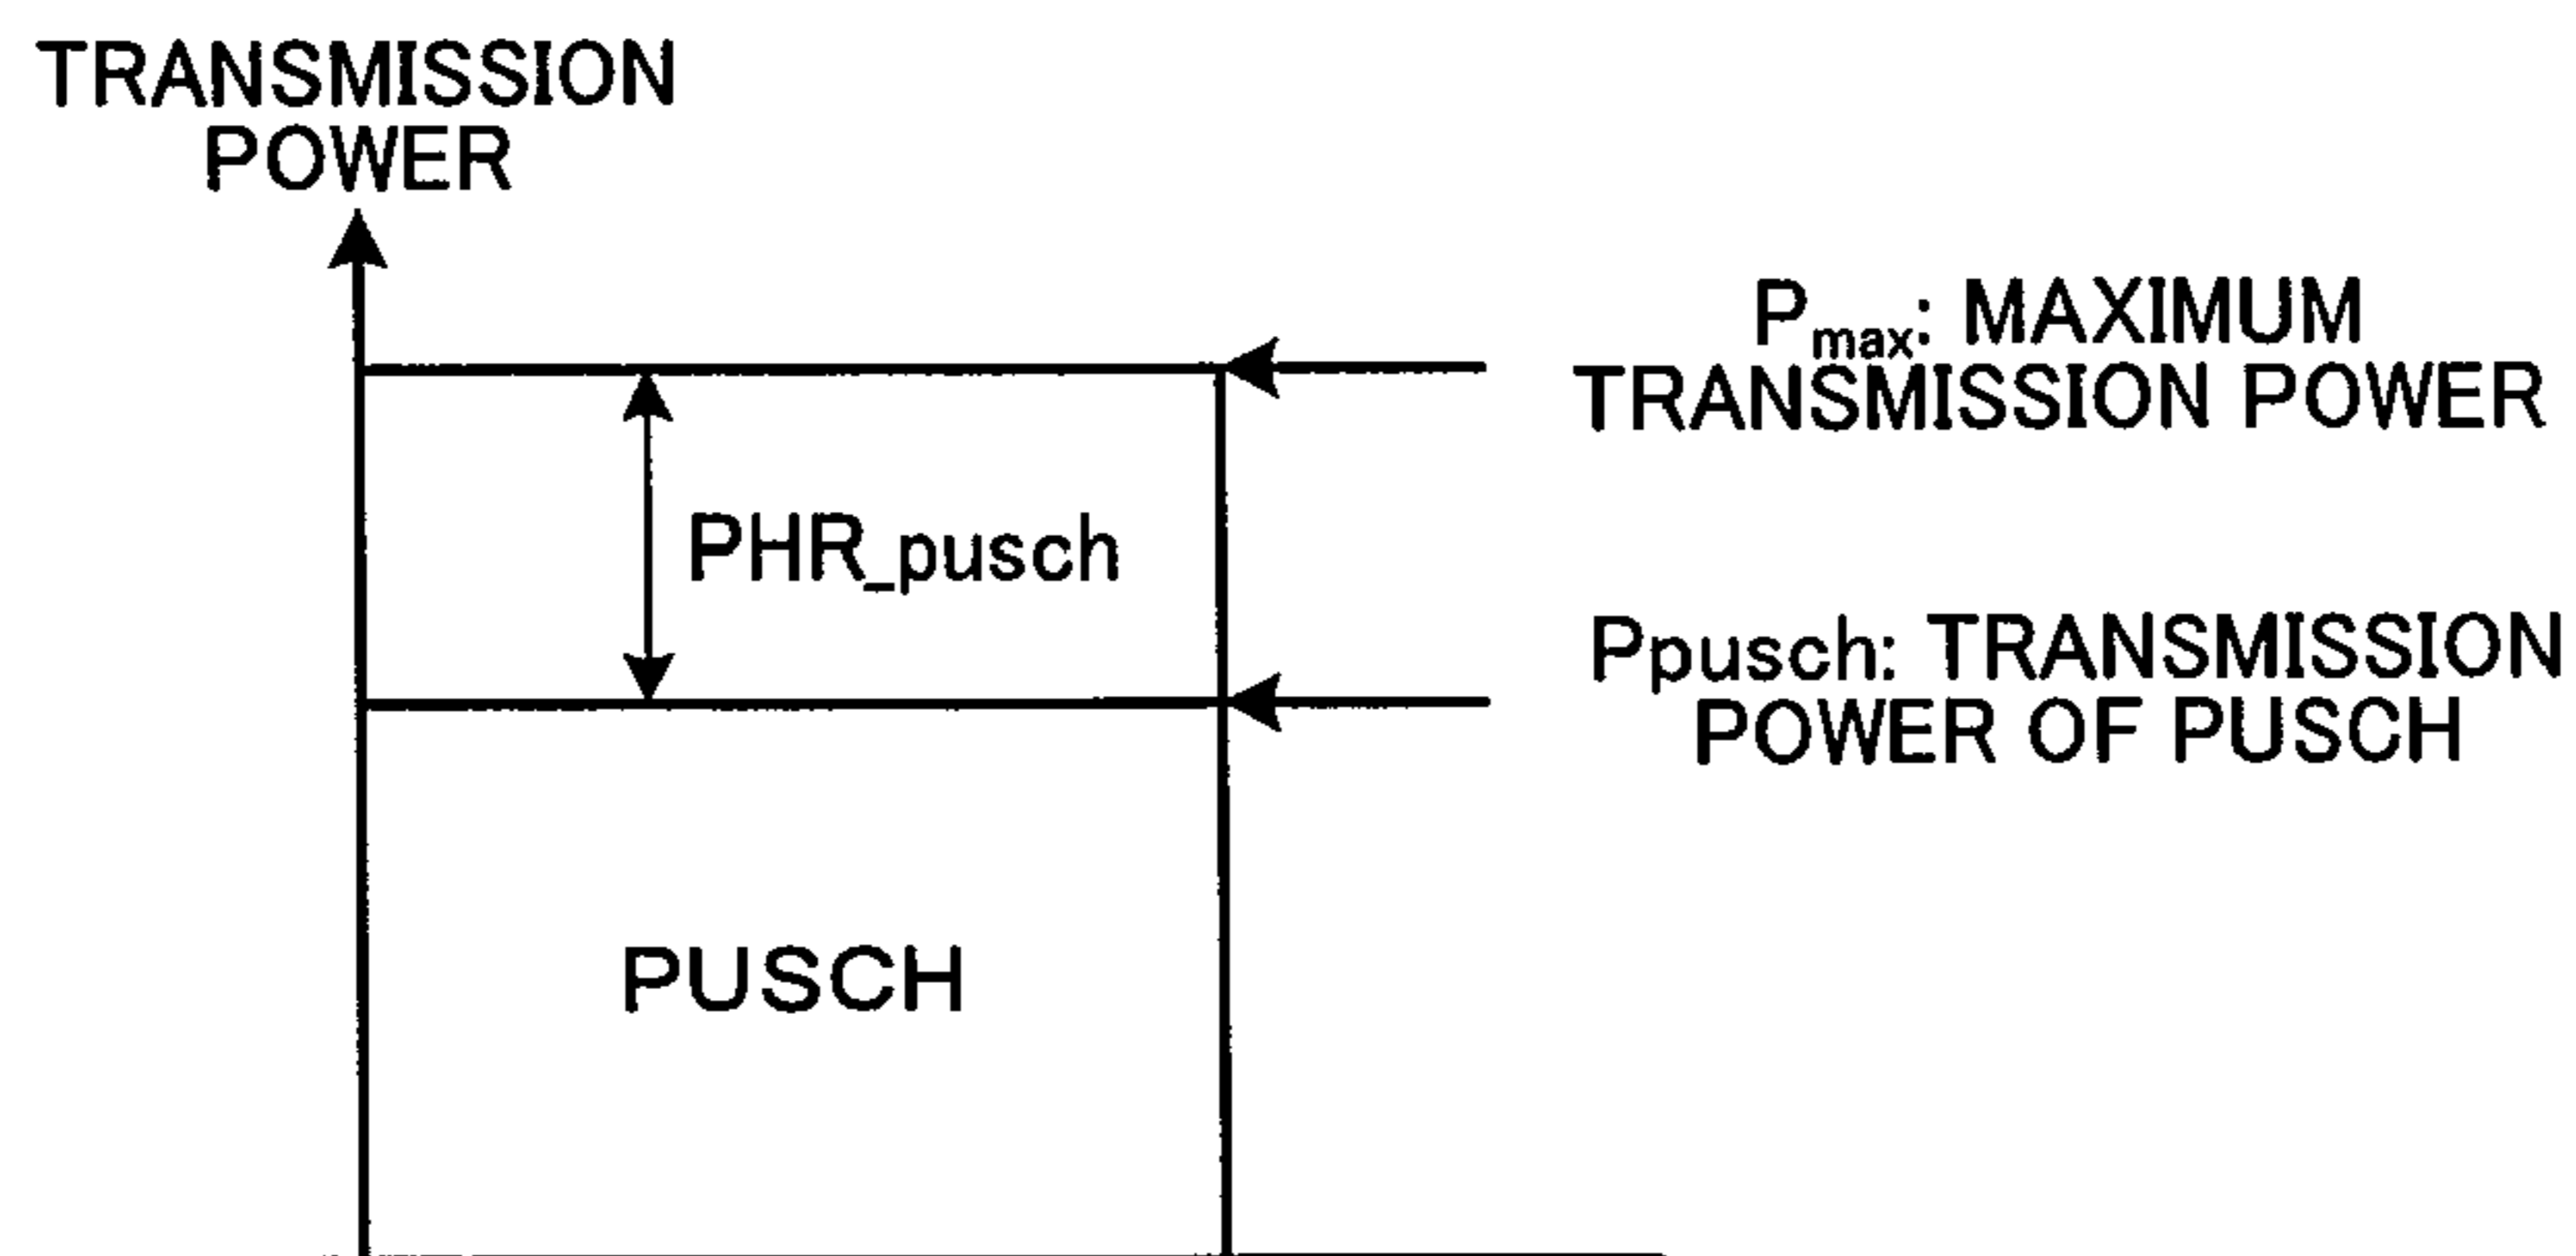 TRANSMISSION
POWER
Pmax: MAXIMUM
TRANSMISSION POWER
PHR_pusch
Ppusch: TRANSMISSION
POWER OF PUSCH
PUSCH